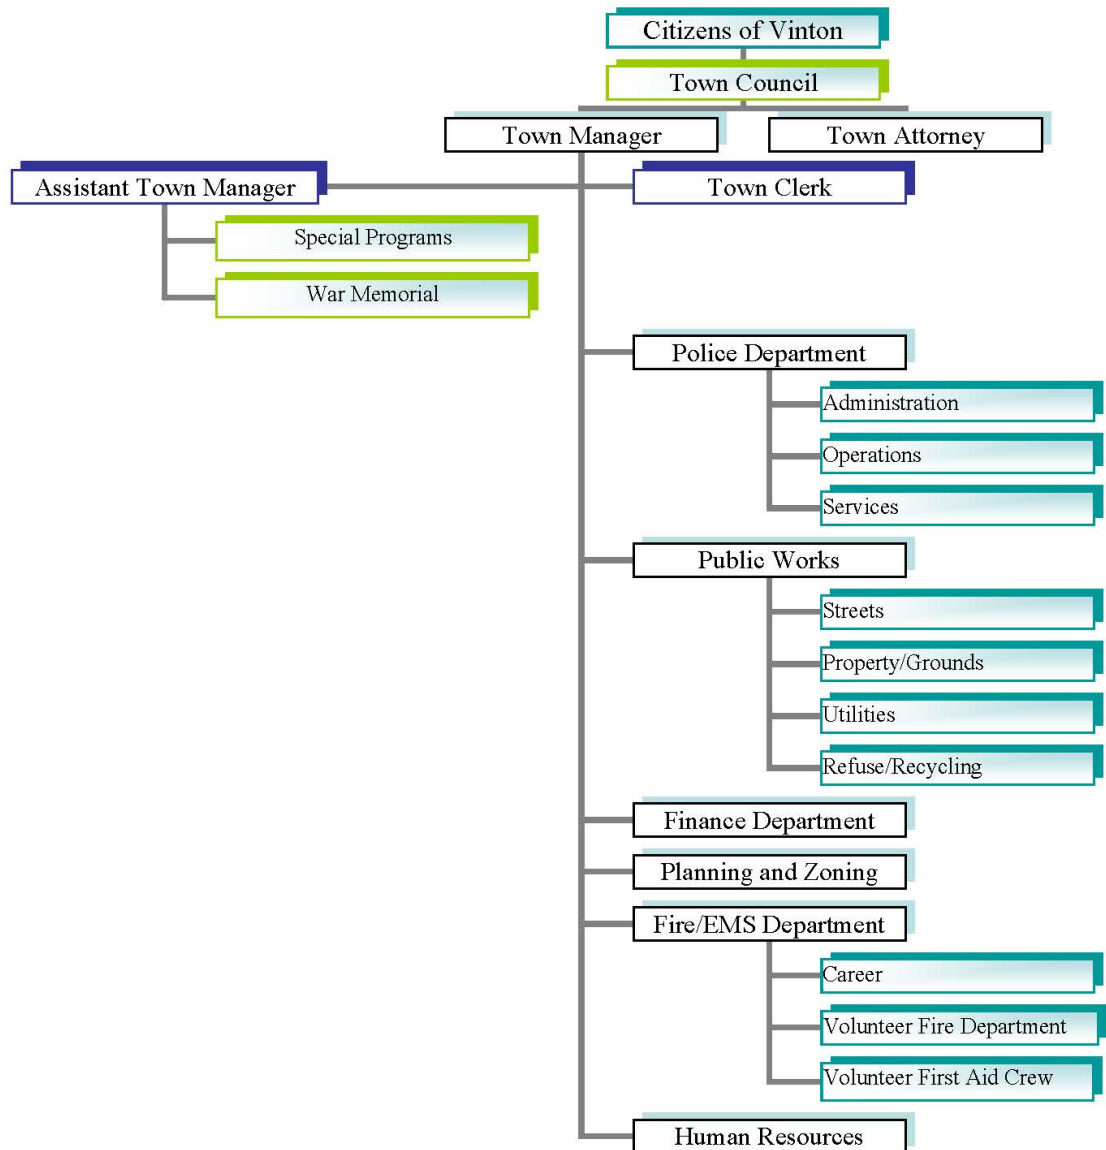 Citizens of Vinton
Town Council
Town Manager
Town Attorney
Assistant Town Manager
Town Clerk
Special Programs
War Memorial
Police Department
Administration
Operations
Services
Public Works
Streets
Property/Grounds
Utilities
Refuse/Recycling
Finance Department
Planning and Zoning
Fire/EMS Department
Career
Volunteer Fire Department
Volunteer First Aid Crew
Human Resources